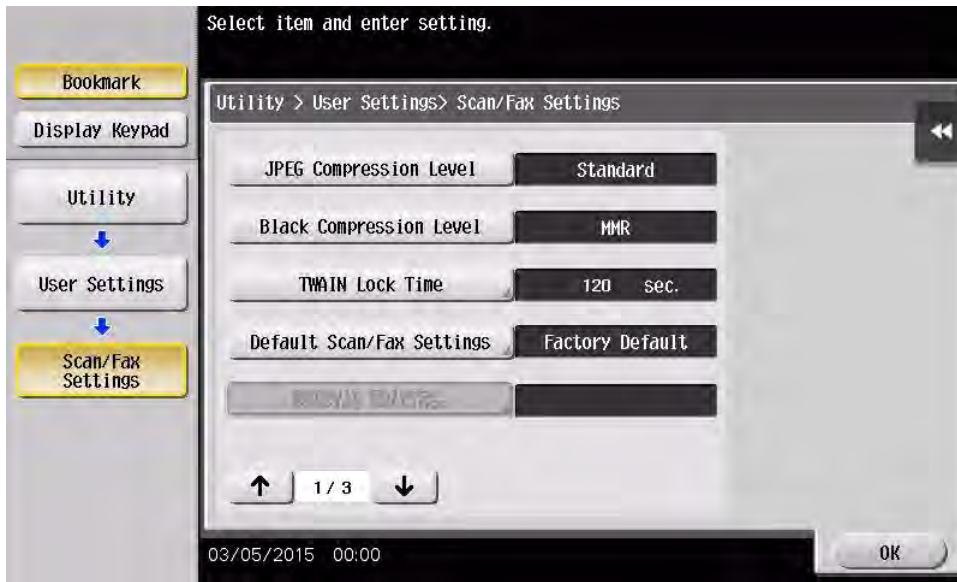 Select item and enter setting.
Bookmark
Display Keypad
Utility
User Settings
Scan/Fax
Settings
Utility > User Settings> Scan/Fax Settings
JPEG Compression Level
Standard
Black Compression Level
MMR
TWAIN Lock Time
120 sec.
Default Scan/Fax Settings
Factory Default
1/ 3
03/05/2015 00:00
OK